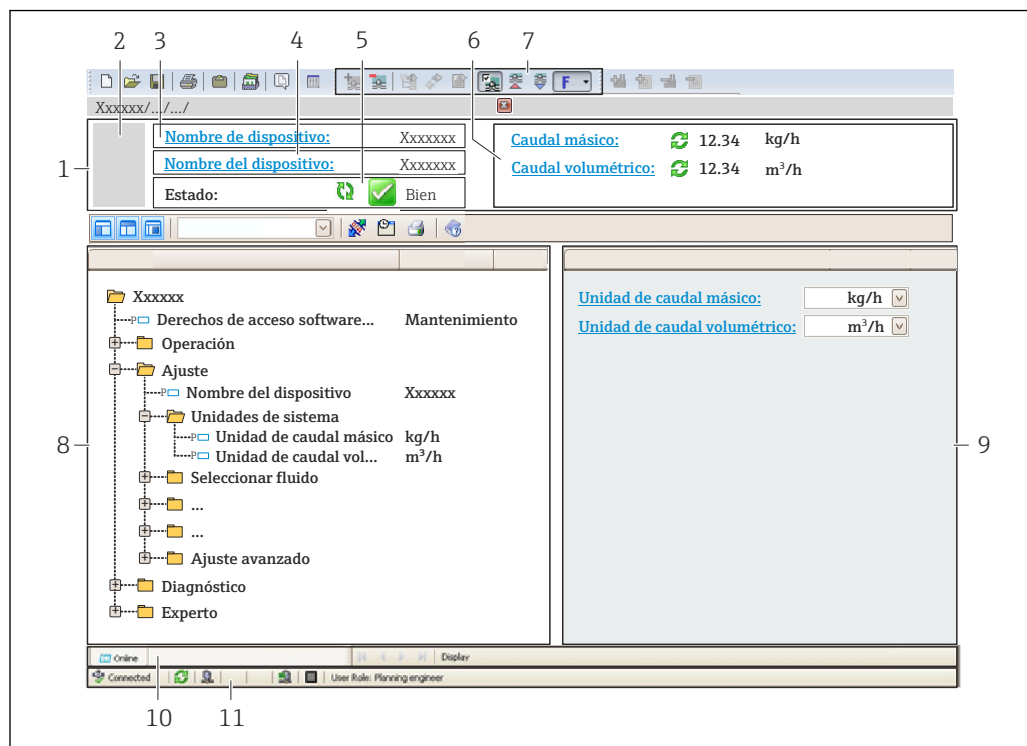 2 3 4 5 6 7
F
Xxxxxx/.../.../
1
Nombre de dispositivo: Xxxxxxx
Nombre del dispositivo: Xxxxxxx
Estado: Bien
Caudal másico: 12.34 kg/h
Caudal volumétrico: 12.34 m³/h
Xxxxxx
P Derechos de acceso software... Mantenimiento
Operación
Ajuste
P Nombre del dispositivo Xxxxxx
Unidades de sistema
P Unidad de caudal másico kg/h
P Unidad de caudal vol... m³/h
Seleccionar fluido
...
...
Ajuste avanzado
Diagnóstico
Experto
8
Unidad de caudal másico: kg/h
Unidad de caudal volumétrico: m³/h
9
Online Display
Connected User Role: Planning engineer
10 11